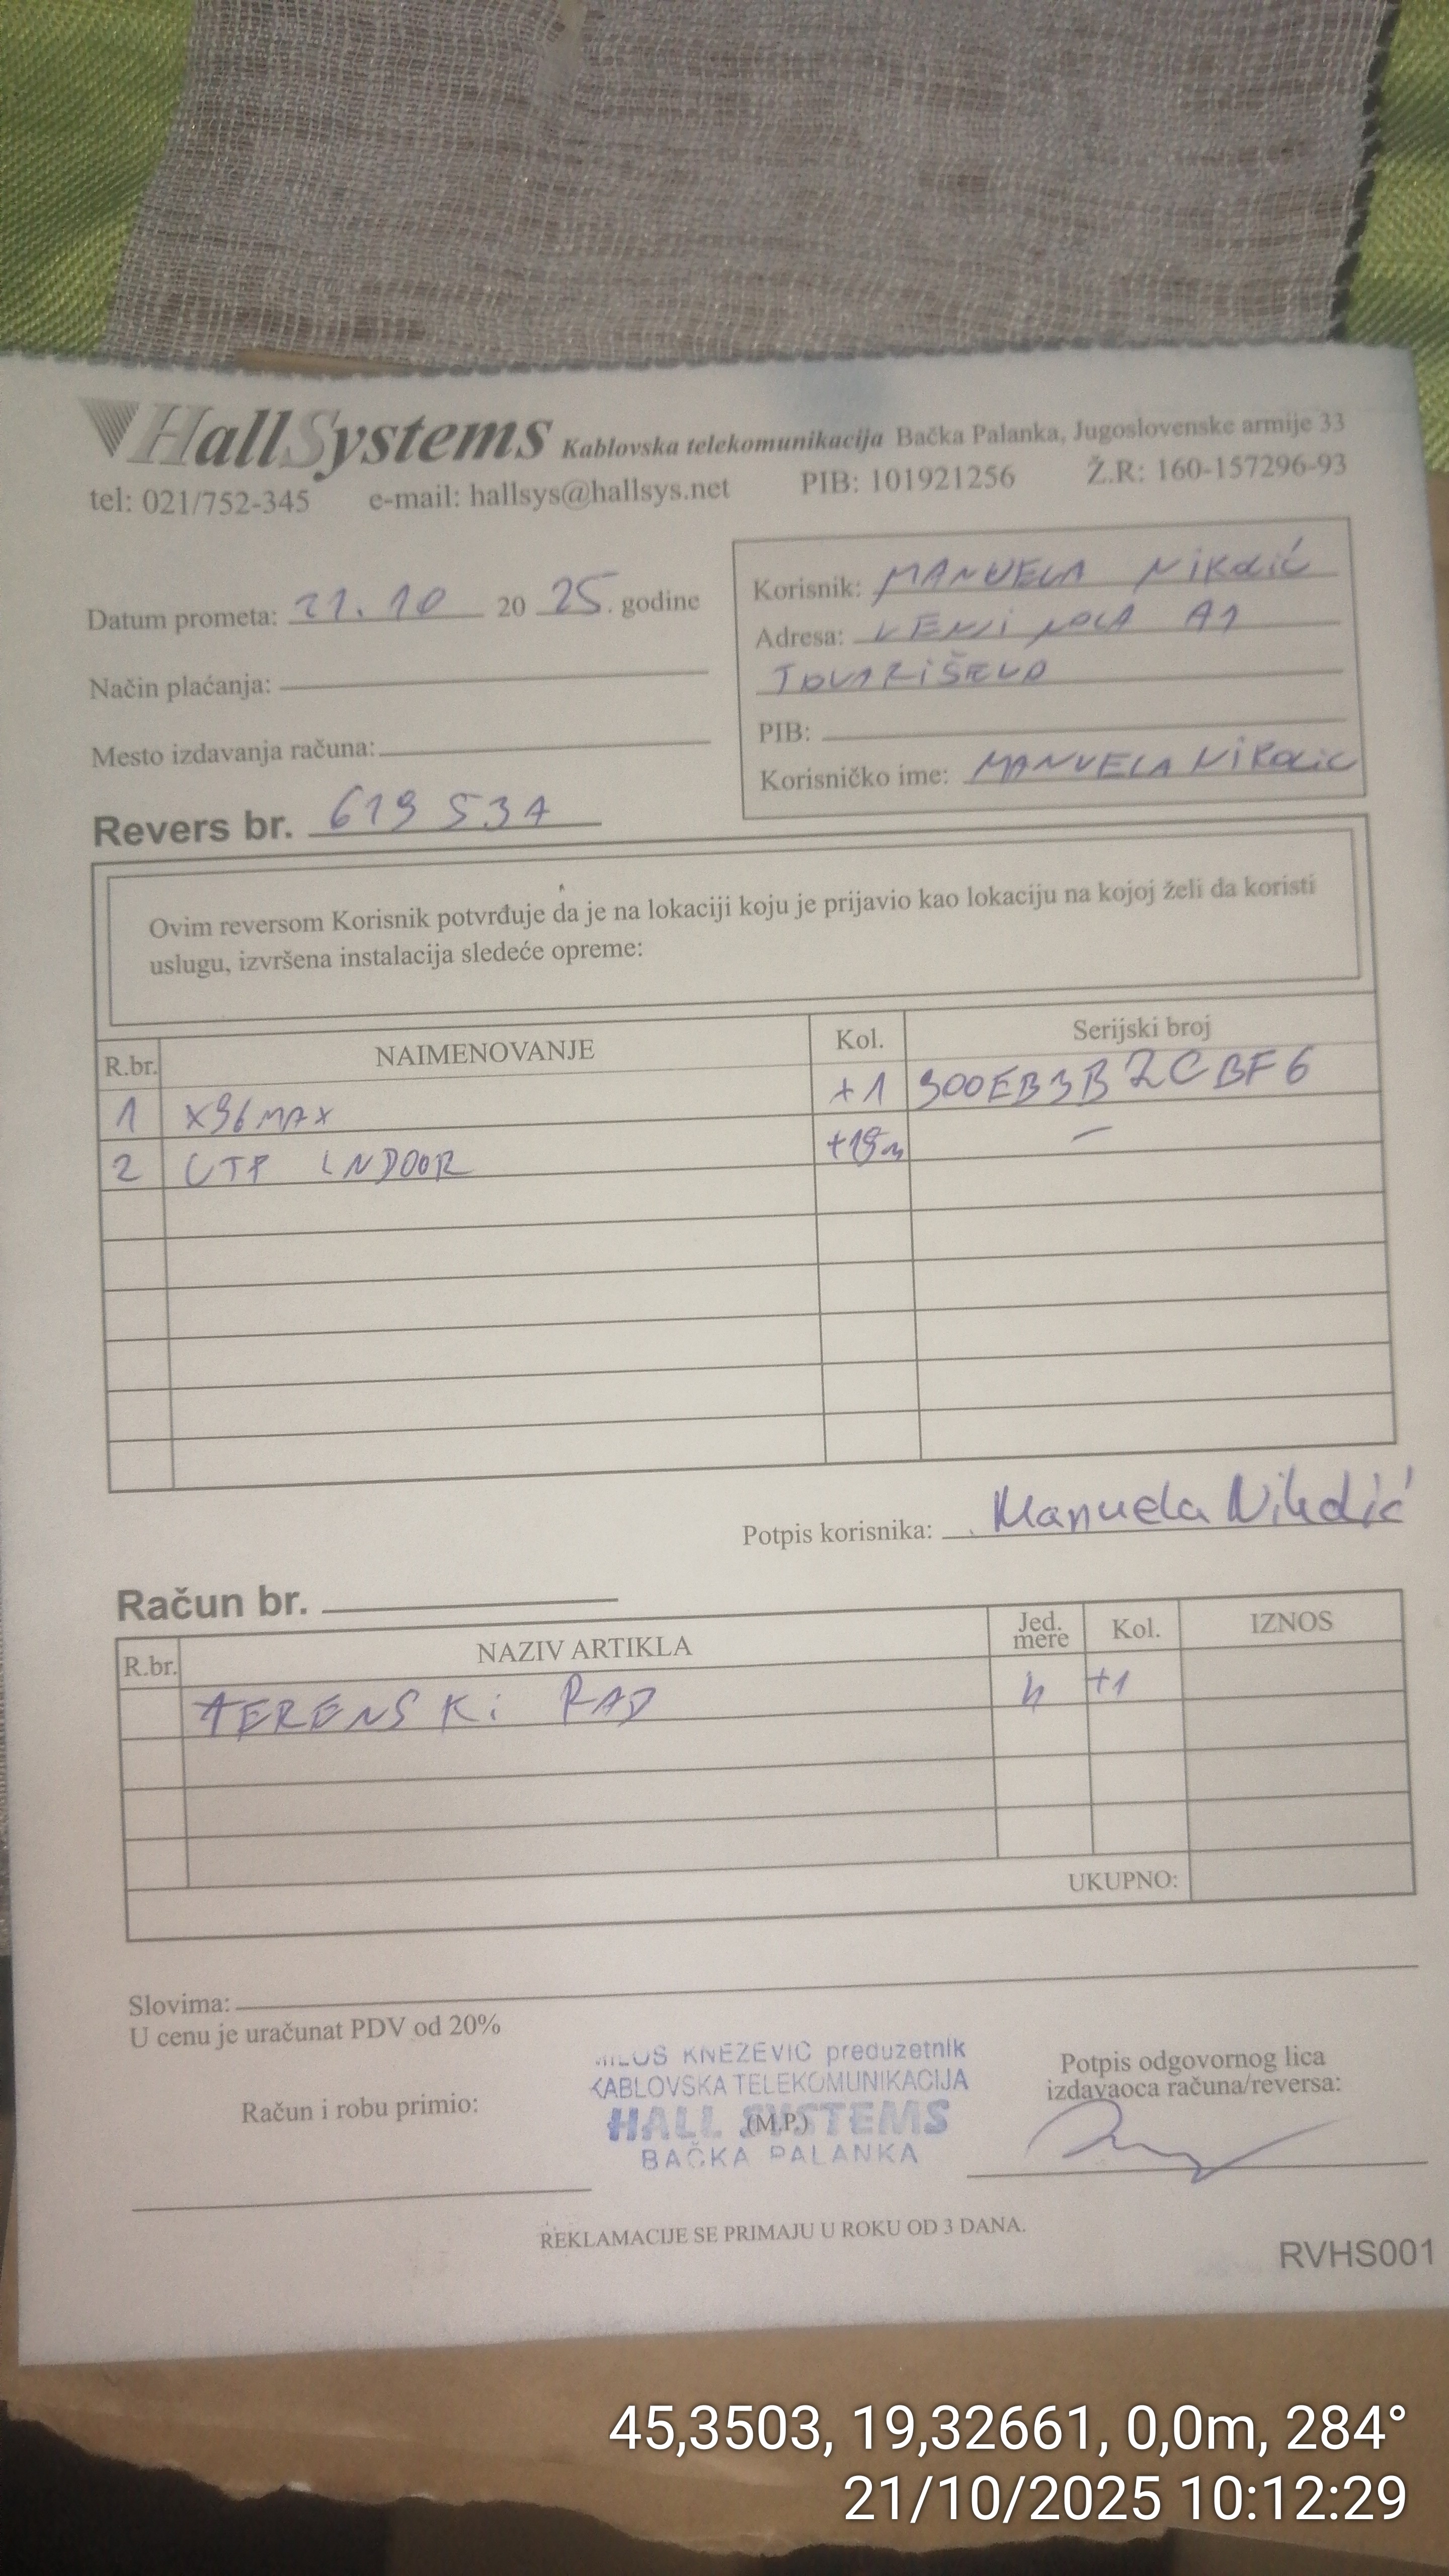 HallSystems Kablovska telekomunikacija Bačka Palanka, Jugoslovenske armije 33
tel: 021/752-345 e-mail: hallsys@hallsys.net PIB: 101921256 Ž.R: 160-157296-93
Datum prometa: 21.10 20 25. godine
Način plaćanja:
Mesto izdavanja računa:
Korisnik: MANUELA NIKOLIĆ
Adresa: A1
TOVARIŠEVO
PIB:
Korisničko ime: MANUELA NIKOLIC
Revers br. 619 537
Ovim reversom Korisnik potvrđuje da je na lokaciji koju je prijavio kao lokaciju na kojoj želi da koristi
uslugu, izvršena instalacija sledeće opreme:
R.br. NAIMENOVANJE Kol. Serijski broj
1 X96MAX +1 300EB3B2CBF6
2 UTP INDOOR –
Potpis korisnika: Manuela Nikolić
Račun br.
R.br. NAZIV ARTIKLA Jed. mere Kol. IZNOS
TERENSKi RAD h +1
UKUPNO:
Slovima:
U cenu je uračunat PDV od 20%
Račun i robu primio:
MILOŠ KNEZEVIC preduzetnik
KABLOVSKA TELEKOMUNIKACIJA
HALL SYSTEMS
(M.P.)
BAČKA PALANKA
Potpis odgovornog lica
izdavaoca računa/reversa:
REKLAMACIJE SE PRIMAJU U ROKU OD 3 DANA.
RVHS001
45,3503, 19,32661, 0,0m, 284°
21/10/2025 10:12:29